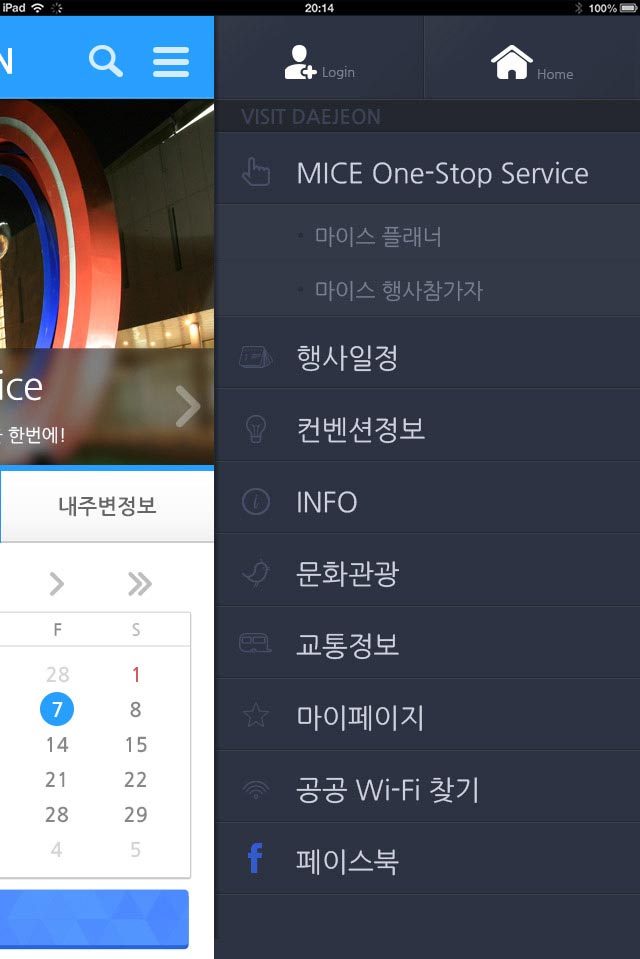 iPad 20:14 100%
N
Login
Home
VISIT DAEJEON
MICE One-Stop Service
마이스 플래너
마이스 행사참가자
행사일정
컨벤션정보
INFO
문화관광
교통정보
마이페이지
공공 Wi-Fi 찾기
페이스북
ice
한번에!
내주변정보
F S
28 1
7 8
14 15
21 22
28 29
4 5